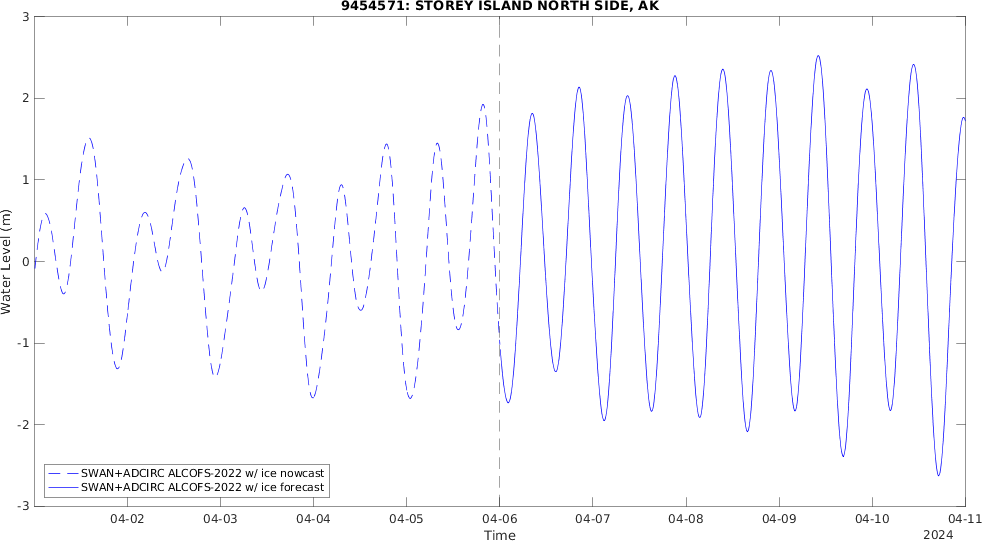 9454571: STOREY ISLAND NORTH SIDE, AK
3
2
1
0
-1
-2
-3
Water Level (m)
SWAN+ADCIRC ALCOFS-2022 w/ ice nowcast
SWAN+ADCIRC ALCOFS-2022 w/ ice forecast
04-02 04-03 04-04 04-05 04-06 04-07 04-08 04-09 04-10 04-11
Time
2024